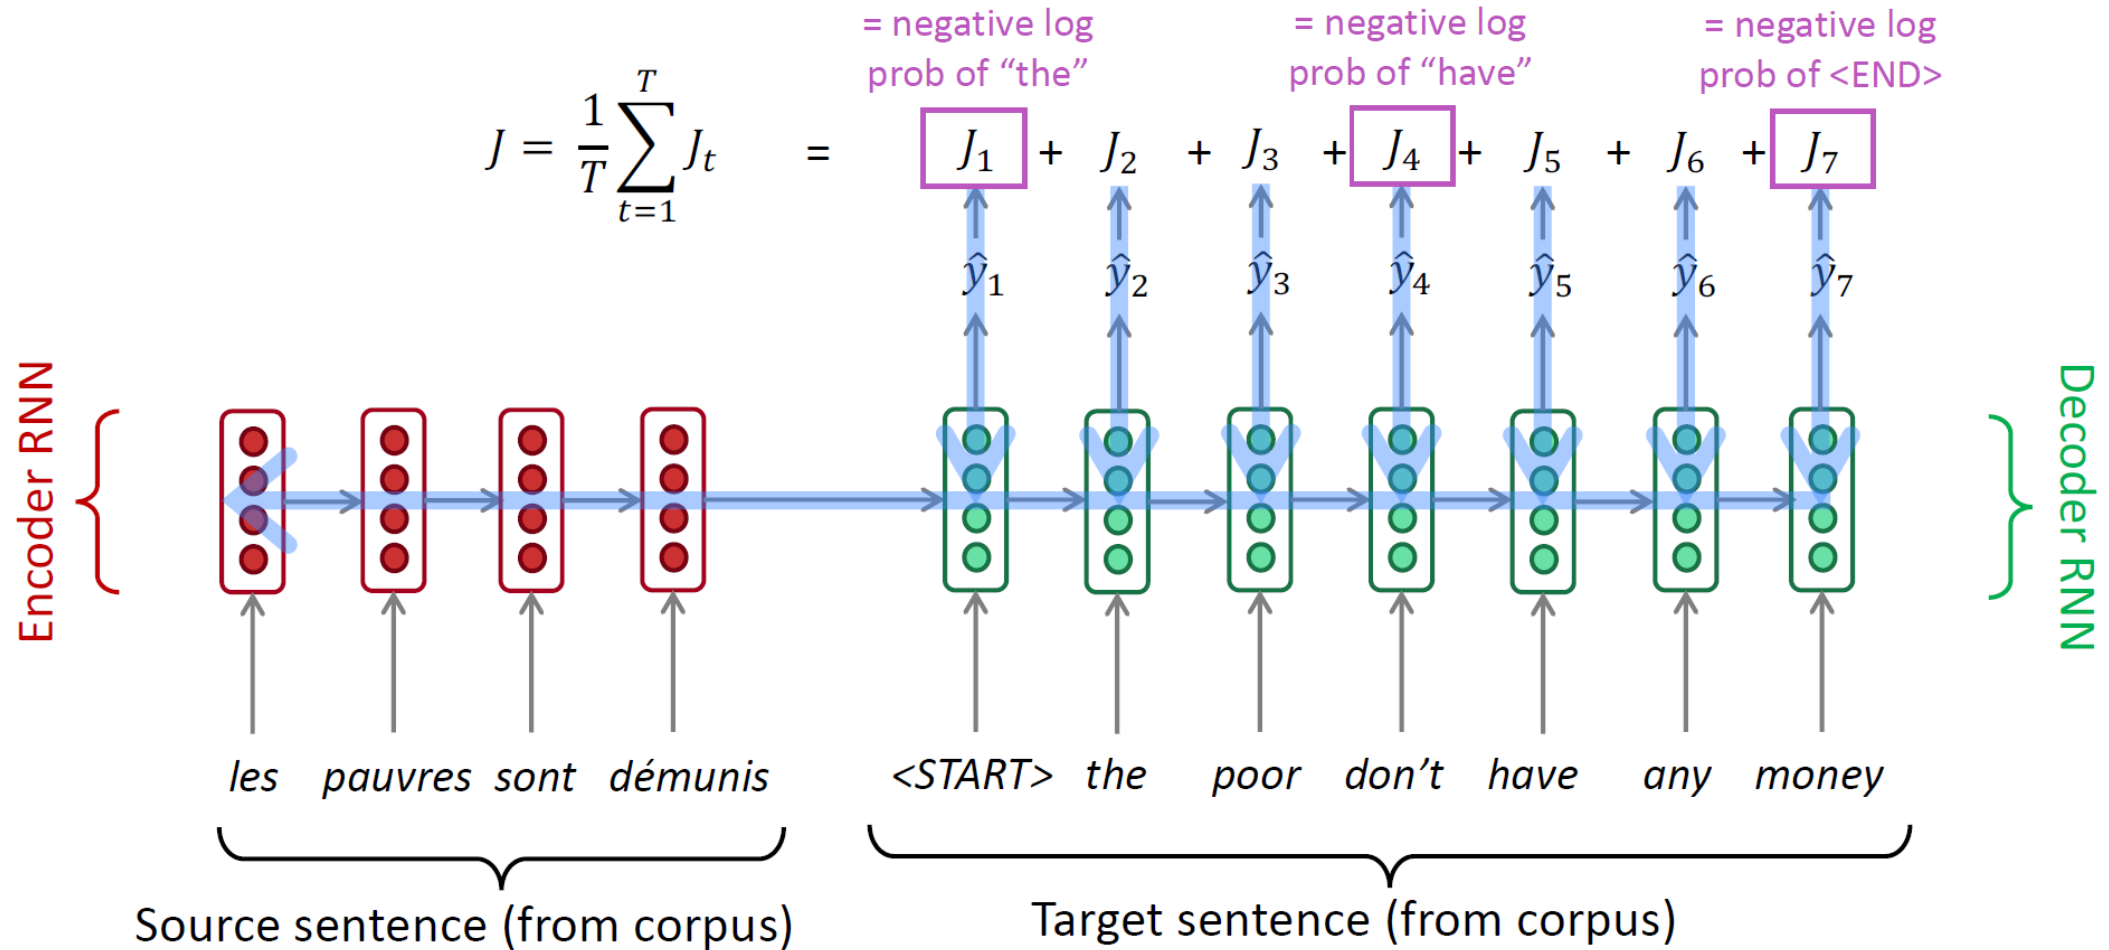 = negative log
prob of “the”
= negative log
prob of “have”
= negative log
prob of <END>
J = 1/T ∑_{t=1}^{T} J_t = J_1 + J_2 + J_3 + J_4 + J_5 + J_6 + J_7
ŷ_1 ŷ_2 ŷ_3 ŷ_4 ŷ_5 ŷ_6 ŷ_7
Encoder RNN
Decoder RNN
les pauvres sont démunis <START> the poor don’t have any money
Source sentence (from corpus)
Target sentence (from corpus)